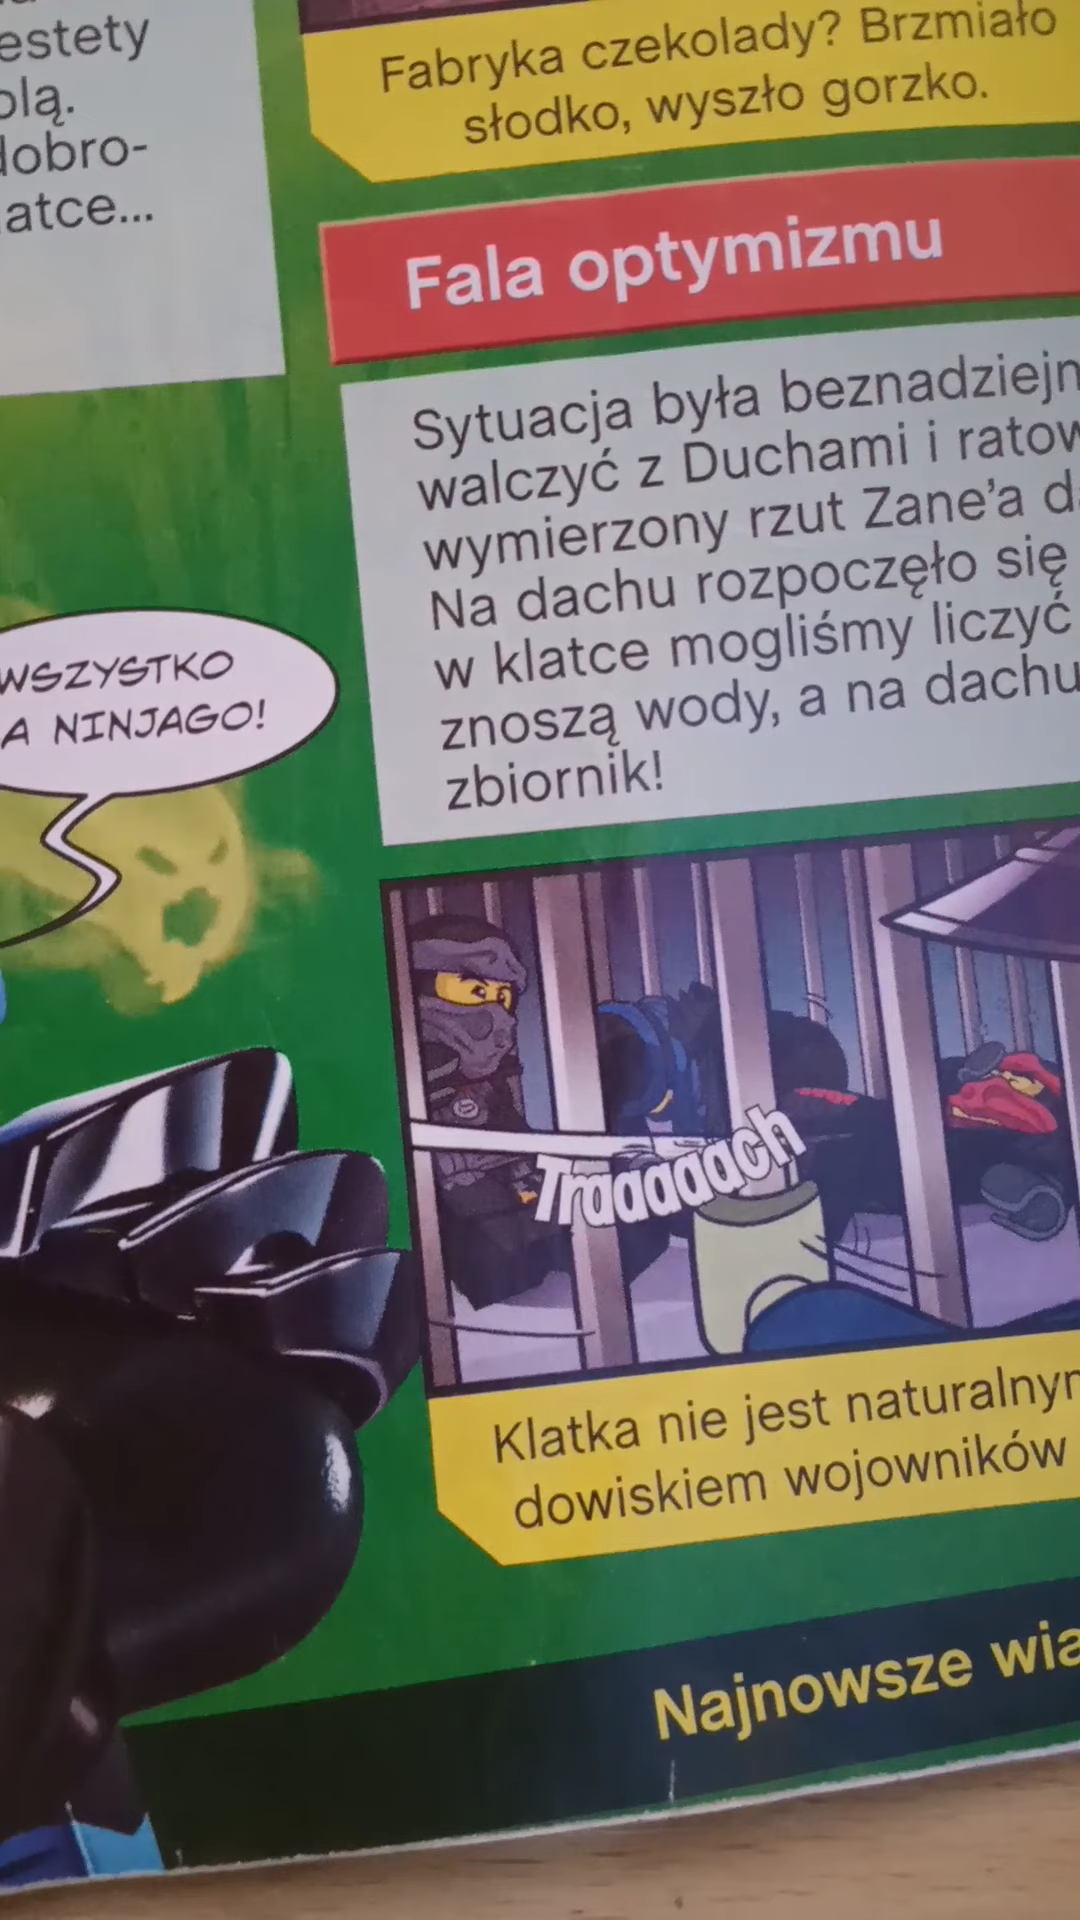 estety
olą.
dobro-
atce...
Fabryka czekolady? Brzmiało
słodko, wyszło gorzko.
Fala optymizmu
Sytuacja była beznadziejn
walczyć z Duchami i ratow
wymierzony rzut Zane'a d
Na dachu rozpoczęło się
w klatce mogliśmy liczyć
znoszą wody, a na dachu
zbiornik!
WSZYSTKO
A NINJAGO!
Traaaaach
Klatka nie jest naturalnym
dowiskiem wojowników
Najnowsze wia